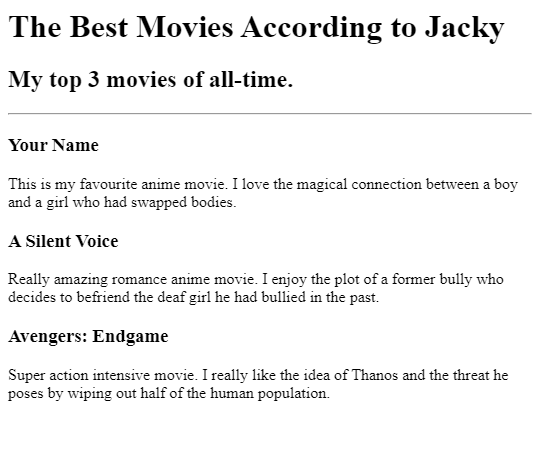 The Best Movies According to Jacky
My top 3 movies of all-time.
Your Name
This is my favourite anime movie. I love the magical connection between a boy
and a girl who had swapped bodies.
A Silent Voice
Really amazing romance anime movie. I enjoy the plot of a former bully who
decides to befriend the deaf girl he had bullied in the past.
Avengers: Endgame
Super action intensive movie. I really like the idea of Thanos and the threat he
poses by wiping out half of the human population.